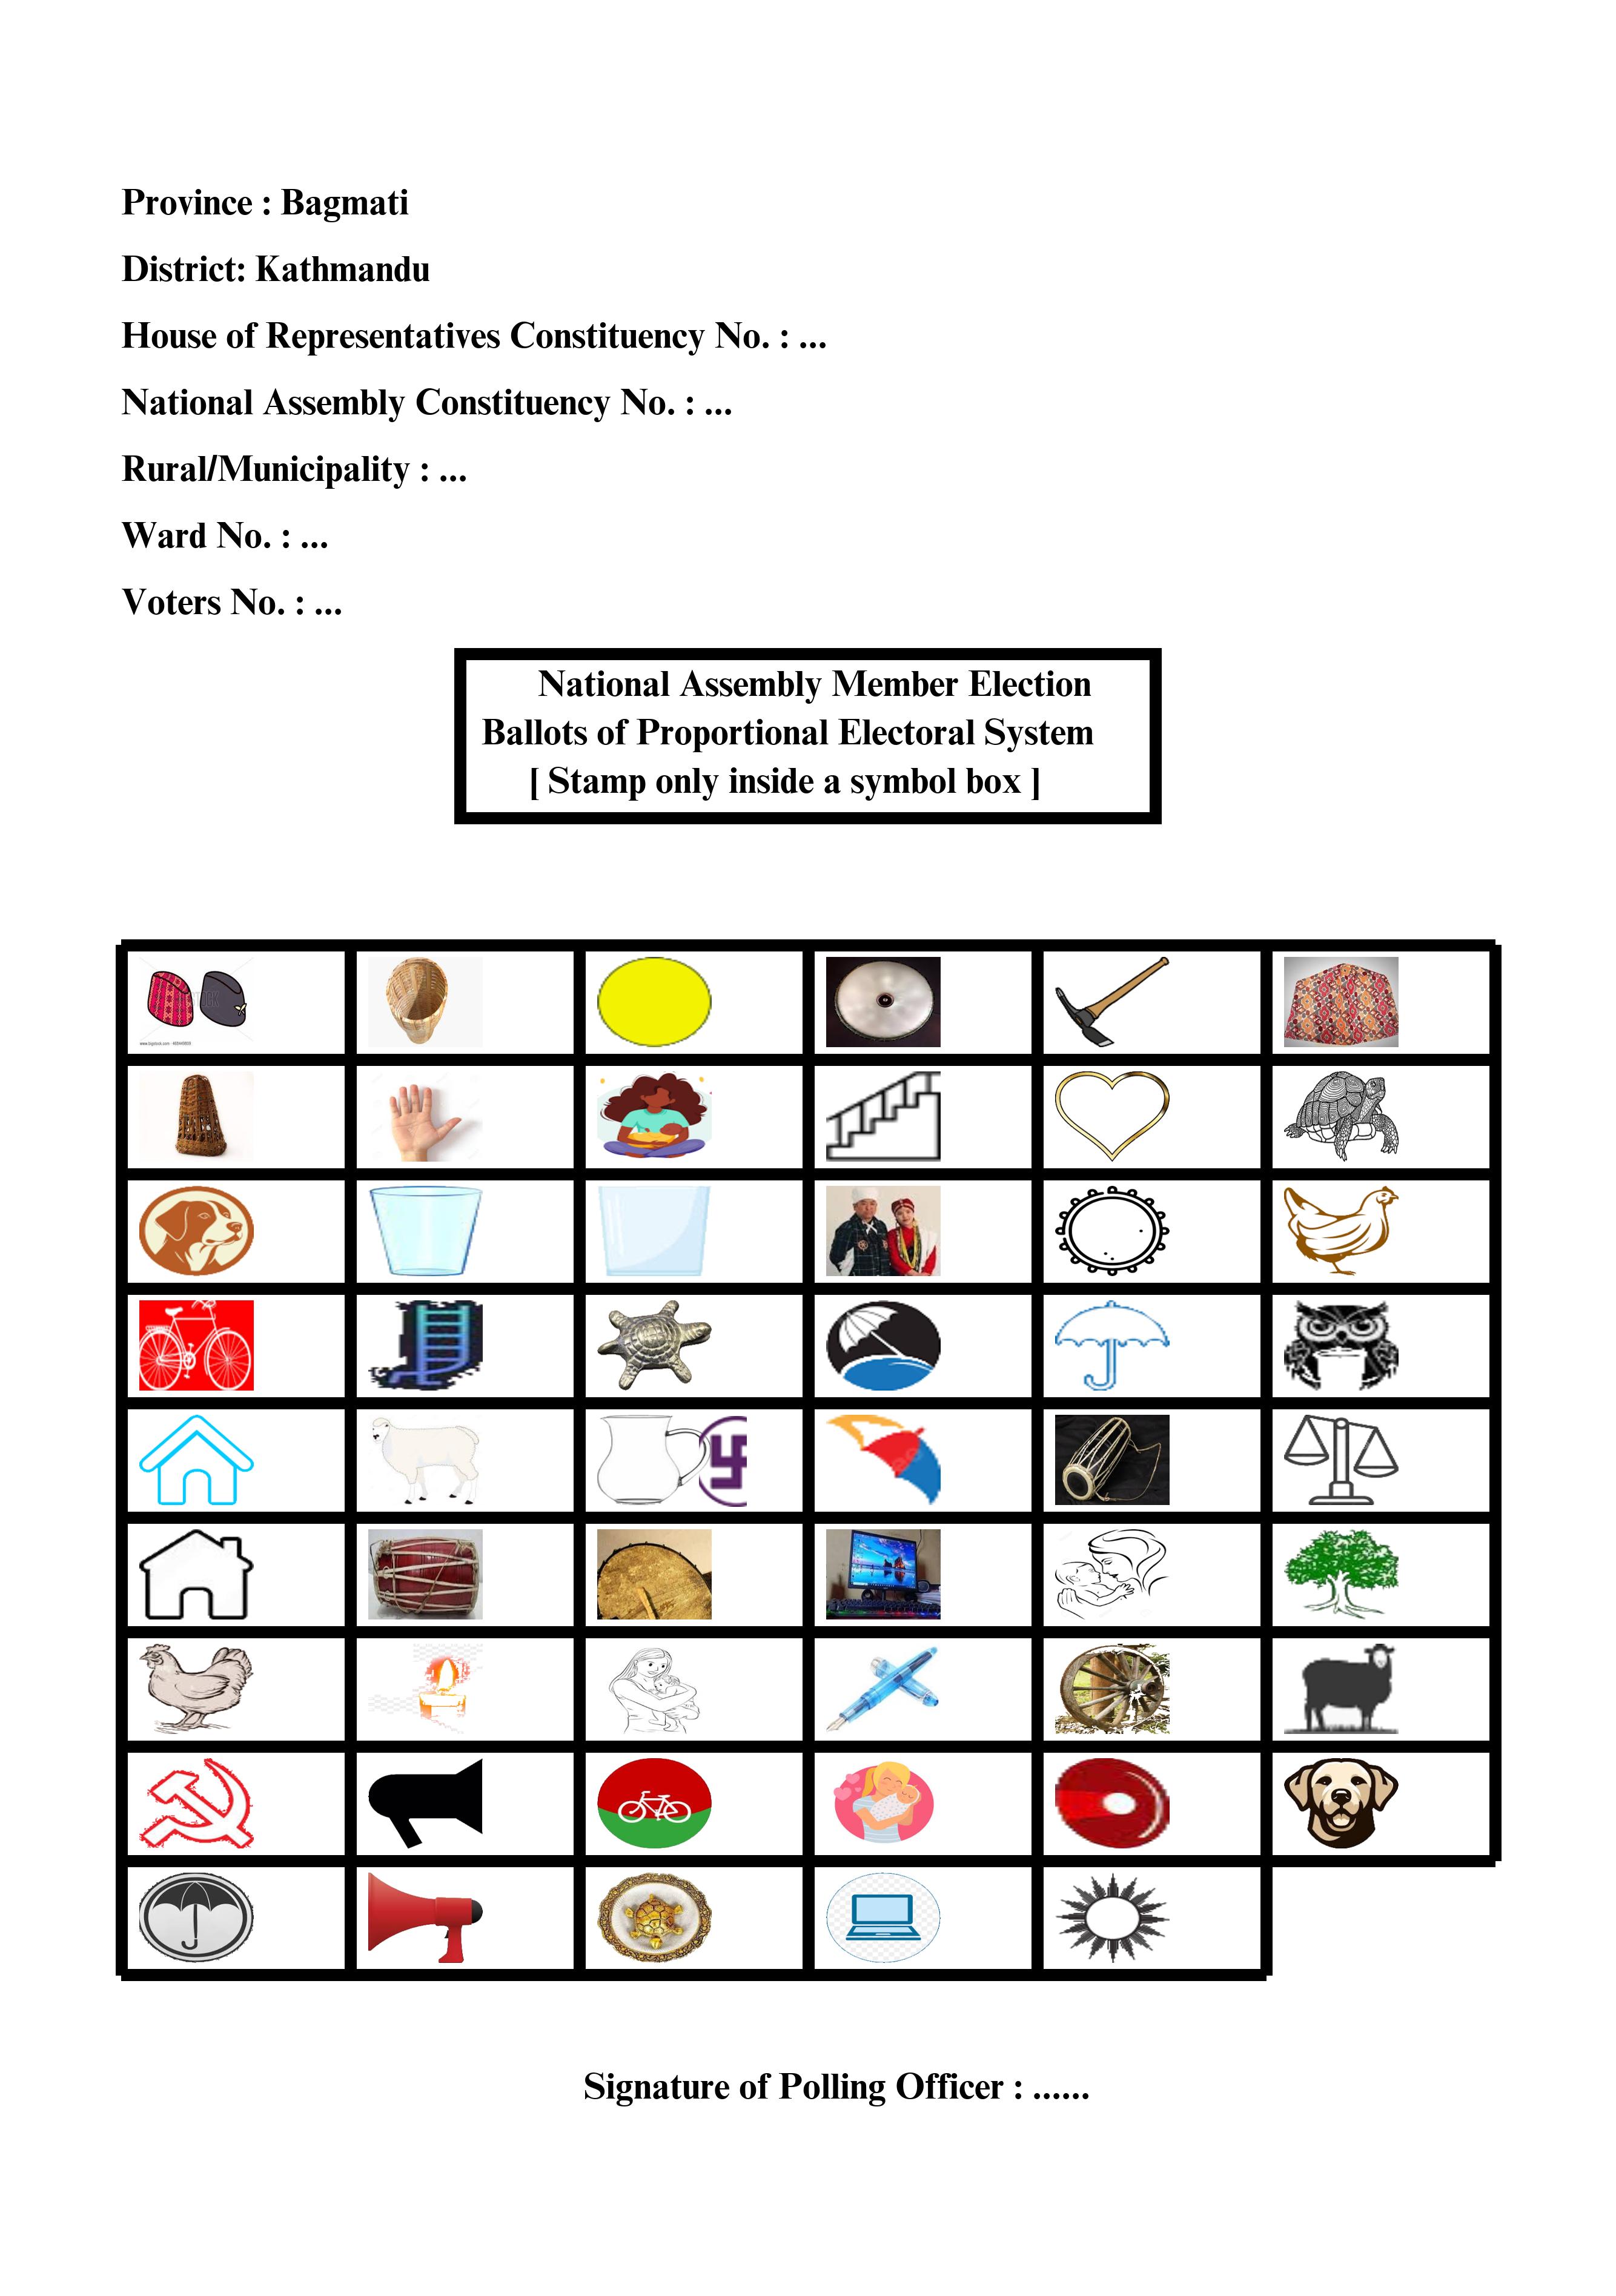 Province : Bagmati
District: Kathmandu
House of Representatives Constituency No. : ...
National Assembly Constituency No. : ...
Rural/Municipality : ...
Ward No. : ...
Voters No. : ...
National Assembly Member Election
Ballots of Proportional Electoral System
[ Stamp only inside a symbol box ]
Signature of Polling Officer : ......